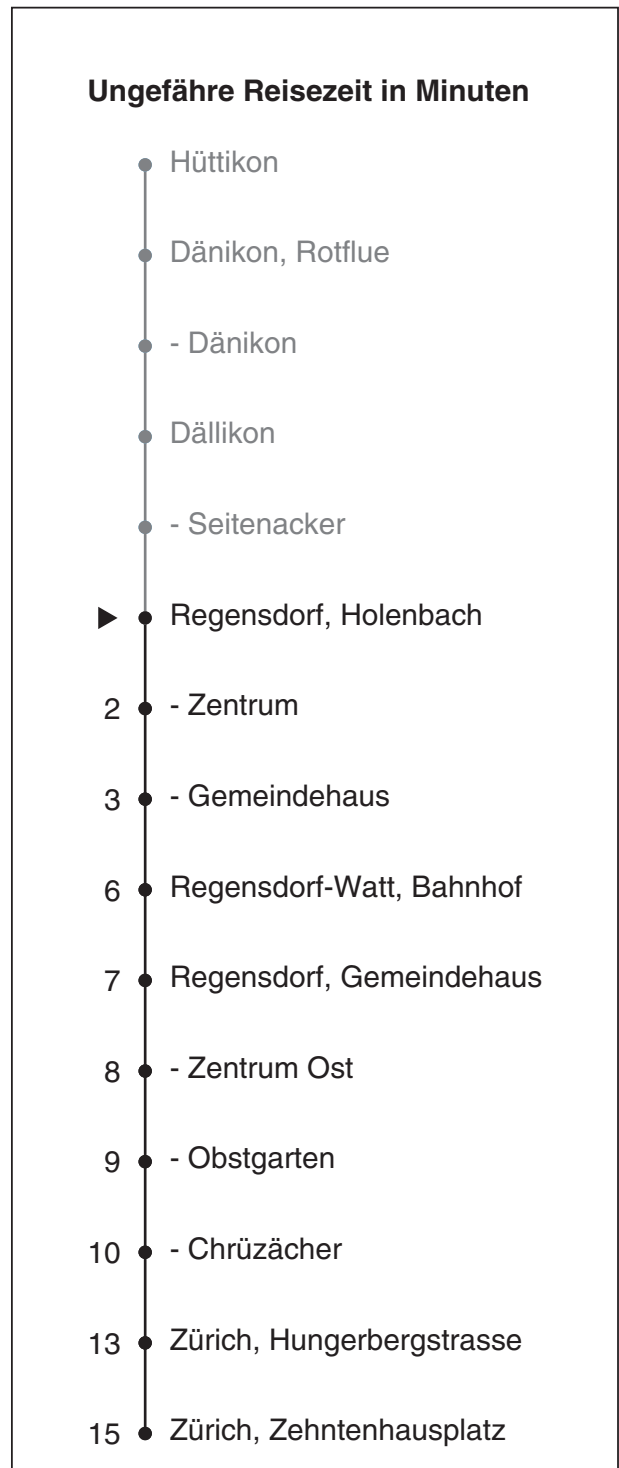 Ungefähre Reisezeit in Minuten
Hüttikon
Dänikon, Rotflue
- Dänikon
Dällikon
- Seitenacker
Regensdorf, Holenbach
2 - Zentrum
3 - Gemeindehaus
6 Regensdorf-Watt, Bahnhof
7 Regensdorf, Gemeindehaus
8 - Zentrum Ost
9 - Obstgarten
10 - Chrüzächer
13 Zürich, Hungerbergstrasse
15 Zürich, Zehntenhausplatz